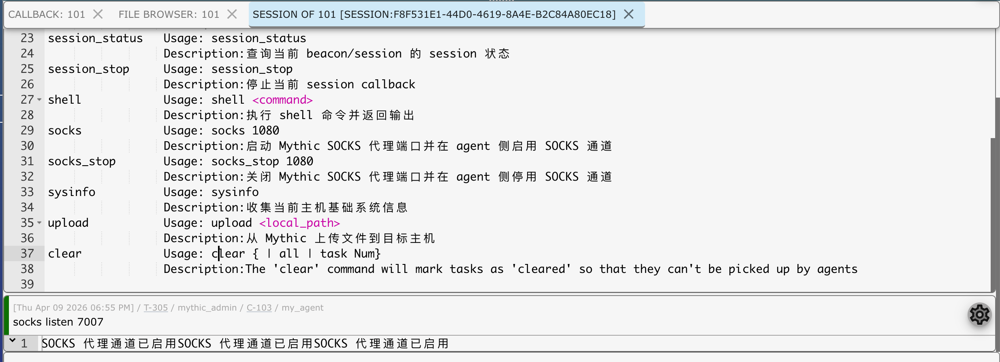 CALLBACK: 101 FILE BROWSER: 101 SESSION OF 101 [SESSION:F8F531E1-44D0-4619-8A4E-B2C84A80EC18]
23 session_status Usage: session_status
24 Description:查询当前 beacon/session 的 session 状态
25 session_stop Usage: session_stop
26 Description:停止当前 session callback
27 shell Usage: shell <command>
28 Description:执行 shell 命令并返回输出
29 socks Usage: socks 1080
30 Description:启动 Mythic SOCKS 代理端口并在 agent 侧启用 SOCKS 通道
31 socks_stop Usage: socks_stop 1080
32 Description:关闭 Mythic SOCKS 代理端口并在 agent 侧停用 SOCKS 通道
33 sysinfo Usage: sysinfo
34 Description:收集当前主机基础系统信息
35 upload Usage: upload <local_path>
36 Description:从 Mythic 上传文件到目标主机
37 clear Usage: clear { | all | task Num}
38 Description:The 'clear' command will mark tasks as 'cleared' so that they can't be picked up by agents
39
[Thu Apr 09 2026 06:55 PM] / T-305 / mythic_admin / C-103 / my_agent
socks listen 7007
1 SOCKS 代理通道已启用SOCKS 代理通道已启用SOCKS 代理通道已启用